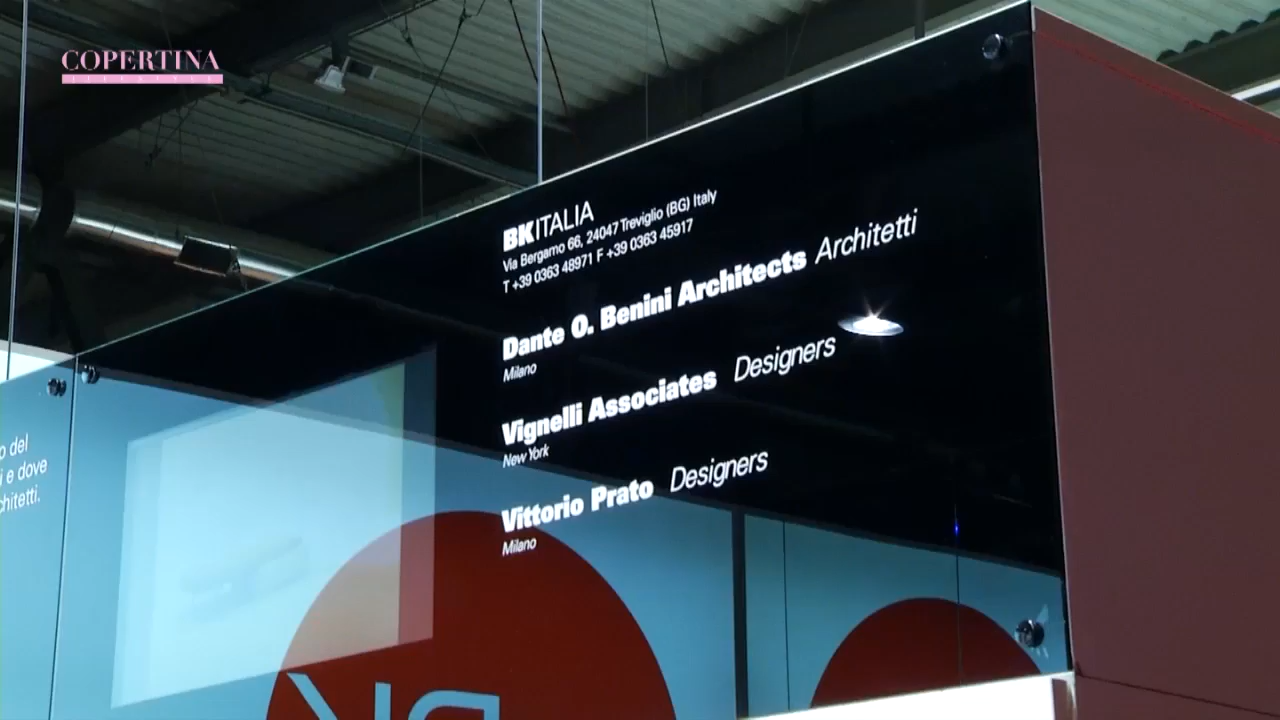 COPERTINA
BKITALIA
Via Bergamo 66, 24047 Treviglio (BG) Italy
T +39 0363 48971 F +39 0363 45917
Dante O. Benini Architects Architetti
Milano
Vignelli Associates Designers
New York
Vittorio Prato Designers
Milano
o del
i e dove
chitetti.
BK